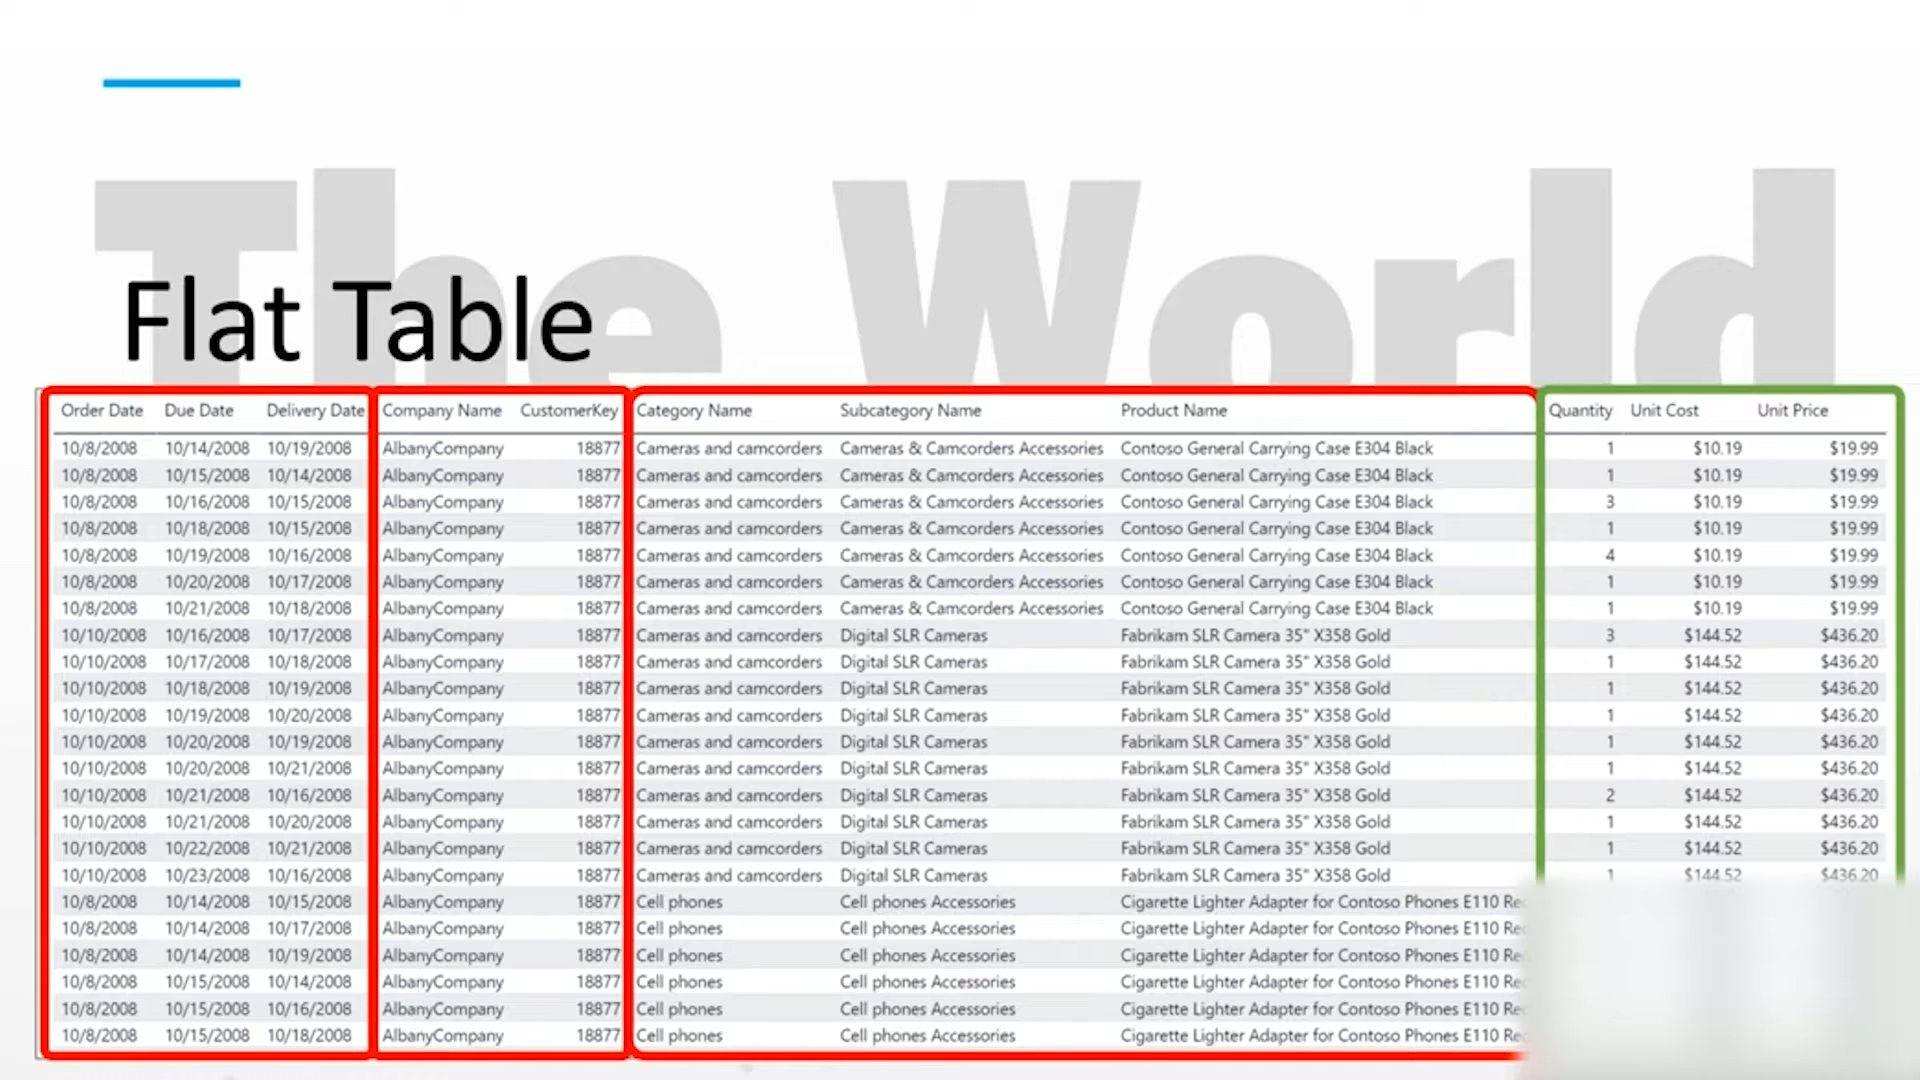 The World
Flat Table
Order Date Due Date Delivery Date Company Name CustomerKey Category Name Subcategory Name Product Name Quantity Unit Cost Unit Price
10/8/2008 10/14/2008 10/19/2008 AlbanyCompany 18877 Cameras and camcorders Cameras & Camcorders Accessories Contoso General Carrying Case E304 Black 1 $10.19 $19.99
10/8/2008 10/15/2008 10/14/2008 AlbanyCompany 18877 Cameras and camcorders Cameras & Camcorders Accessories Contoso General Carrying Case E304 Black 1 $10.19 $19.99
10/8/2008 10/16/2008 10/15/2008 AlbanyCompany 18877 Cameras and camcorders Cameras & Camcorders Accessories Contoso General Carrying Case E304 Black 3 $10.19 $19.99
10/8/2008 10/18/2008 10/15/2008 AlbanyCompany 18877 Cameras and camcorders Cameras & Camcorders Accessories Contoso General Carrying Case E304 Black 1 $10.19 $19.99
10/8/2008 10/19/2008 10/16/2008 AlbanyCompany 18877 Cameras and camcorders Cameras & Camcorders Accessories Contoso General Carrying Case E304 Black 4 $10.19 $19.99
10/8/2008 10/20/2008 10/17/2008 AlbanyCompany 18877 Cameras and camcorders Cameras & Camcorders Accessories Contoso General Carrying Case E304 Black 1 $10.19 $19.99
10/8/2008 10/21/2008 10/18/2008 AlbanyCompany 18877 Cameras and camcorders Cameras & Camcorders Accessories Contoso General Carrying Case E304 Black 1 $10.19 $19.99
10/10/2008 10/16/2008 10/17/2008 AlbanyCompany 18877 Cameras and camcorders Digital SLR Cameras Fabrikam SLR Camera 35" X358 Gold 3 $144.52 $436.20
10/10/2008 10/17/2008 10/18/2008 AlbanyCompany 18877 Cameras and camcorders Digital SLR Cameras Fabrikam SLR Camera 35" X358 Gold 1 $144.52 $436.20
10/10/2008 10/18/2008 10/19/2008 AlbanyCompany 18877 Cameras and camcorders Digital SLR Cameras Fabrikam SLR Camera 35" X358 Gold 1 $144.52 $436.20
10/10/2008 10/19/2008 10/20/2008 AlbanyCompany 18877 Cameras and camcorders Digital SLR Cameras Fabrikam SLR Camera 35" X358 Gold 1 $144.52 $436.20
10/10/2008 10/20/2008 10/19/2008 AlbanyCompany 18877 Cameras and camcorders Digital SLR Cameras Fabrikam SLR Camera 35" X358 Gold 1 $144.52 $436.20
10/10/2008 10/20/2008 10/21/2008 AlbanyCompany 18877 Cameras and camcorders Digital SLR Cameras Fabrikam SLR Camera 35" X358 Gold 1 $144.52 $436.20
10/10/2008 10/21/2008 10/16/2008 AlbanyCompany 18877 Cameras and camcorders Digital SLR Cameras Fabrikam SLR Camera 35" X358 Gold 2 $144.52 $436.20
10/10/2008 10/21/2008 10/20/2008 AlbanyCompany 18877 Cameras and camcorders Digital SLR Cameras Fabrikam SLR Camera 35" X358 Gold 1 $144.52 $436.20
10/10/2008 10/22/2008 10/21/2008 AlbanyCompany 18877 Cameras and camcorders Digital SLR Cameras Fabrikam SLR Camera 35" X358 Gold 1 $144.52 $436.20
10/10/2008 10/23/2008 10/16/2008 AlbanyCompany 18877 Cameras and camcorders Digital SLR Cameras Fabrikam SLR Camera 35" X358 Gold 1 $144.52 $436.20
10/8/2008 10/14/2008 10/15/2008 AlbanyCompany 18877 Cell phones Cell phones Accessories Cigarette Lighter Adapter for Contoso Phones E110
10/8/2008 10/14/2008 10/17/2008 AlbanyCompany 18877 Cell phones Cell phones Accessories Cigarette Lighter Adapter for Contoso Phones E110
10/8/2008 10/14/2008 10/19/2008 AlbanyCompany 18877 Cell phones Cell phones Accessories Cigarette Lighter Adapter for Contoso Phones E110
10/8/2008 10/15/2008 10/14/2008 AlbanyCompany 18877 Cell phones Cell phones Accessories Cigarette Lighter Adapter for Contoso Phones E110
10/8/2008 10/15/2008 10/16/2008 AlbanyCompany 18877 Cell phones Cell phones Accessories Cigarette Lighter Adapter for Contoso Phones E110
10/8/2008 10/15/2008 10/18/2008 AlbanyCompany 18877 Cell phones Cell phones Accessories Cigarette Lighter Adapter for Contoso Phones E110